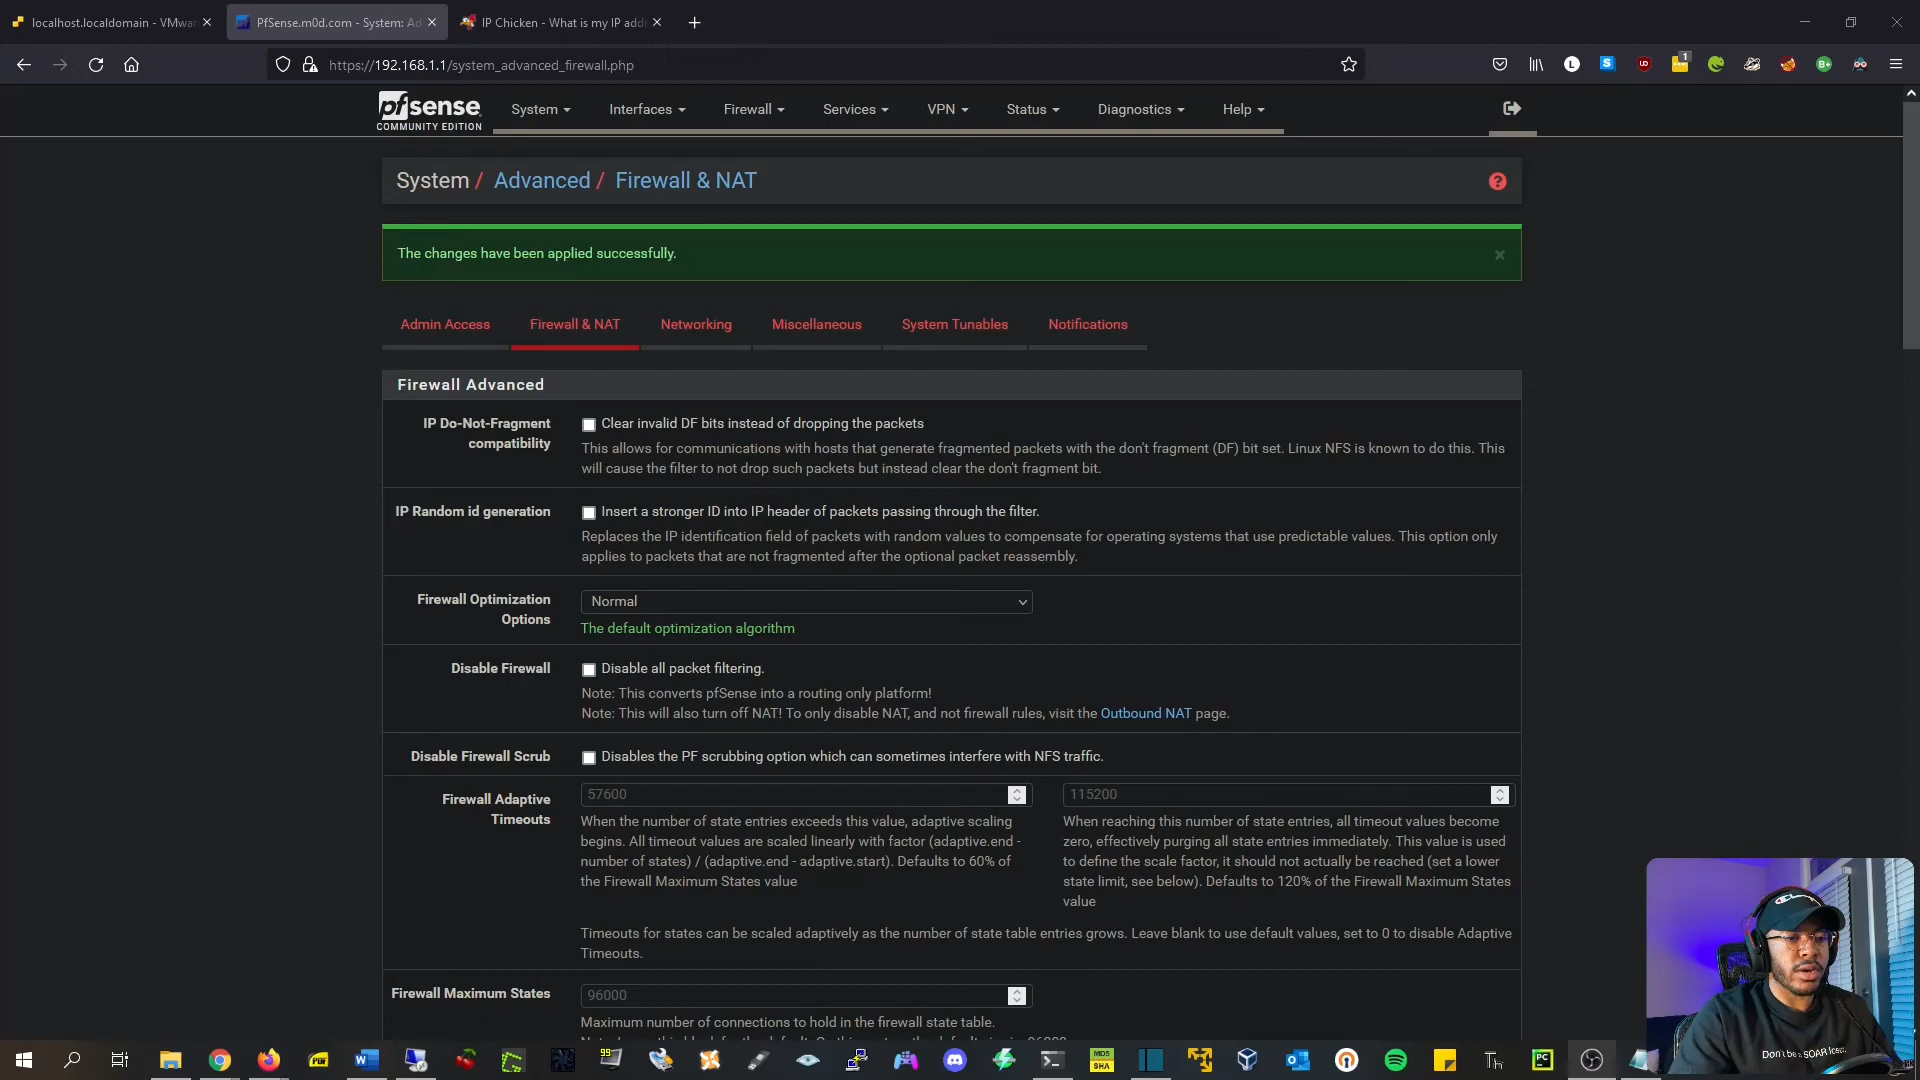 localhost.localdomain - VMwar
PfSense.m0d.com - System: Ad
IP Chicken - What is my IP add
https://192.168.1.1/system_advanced_firewall.php
1
pfsense
COMMUNITY EDITION
System
Interfaces
Firewall
Services
VPN
Status
Diagnostics
Help
System / Advanced / Firewall & NAT
The changes have been applied successfully.
Admin Access
Firewall & NAT
Networking
Miscellaneous
System Tunables
Notifications
Firewall Advanced
IP Do-Not-Fragment
compatibility
Clear invalid DF bits instead of dropping the packets
This allows for communications with hosts that generate fragmented packets with the don't fragment (DF) bit set. Linux NFS is known to do this. This
will cause the filter to not drop such packets but instead clear the don't fragment bit.
IP Random id generation
Insert a stronger ID into IP header of packets passing through the filter.
Replaces the IP identification field of packets with random values to compensate for operating systems that use predictable values. This option only
applies to packets that are not fragmented after the optional packet reassembly.
Firewall Optimization
Options
Normal
The default optimization algorithm
Disable Firewall
Disable all packet filtering.
Note: This converts pfSense into a routing only platform!
Note: This will also turn off NAT! To only disable NAT, and not firewall rules, visit the Outbound NAT page.
Disable Firewall Scrub
Disables the PF scrubbing option which can sometimes interfere with NFS traffic.
Firewall Adaptive
Timeouts
57600
When the number of state entries exceeds this value, adaptive scaling
begins. All timeout values are scaled linearly with factor (adaptive.end -
number of states) / (adaptive.end - adaptive.start). Defaults to 60% of
the Firewall Maximum States value
115200
When reaching this number of state entries, all timeout values become
zero, effectively purging all state entries immediately. This value is used
to define the scale factor, it should not actually be reached (set a lower
state limit, see below). Defaults to 120% of the Firewall Maximum States
value
Timeouts for states can be scaled adaptively as the number of state table entries grows. Leave blank to use default values, set to 0 to disable Adaptive
Timeouts.
Firewall Maximum States
96000
Maximum number of connections to hold in the firewall state table.
Don't be a SOAR loser.